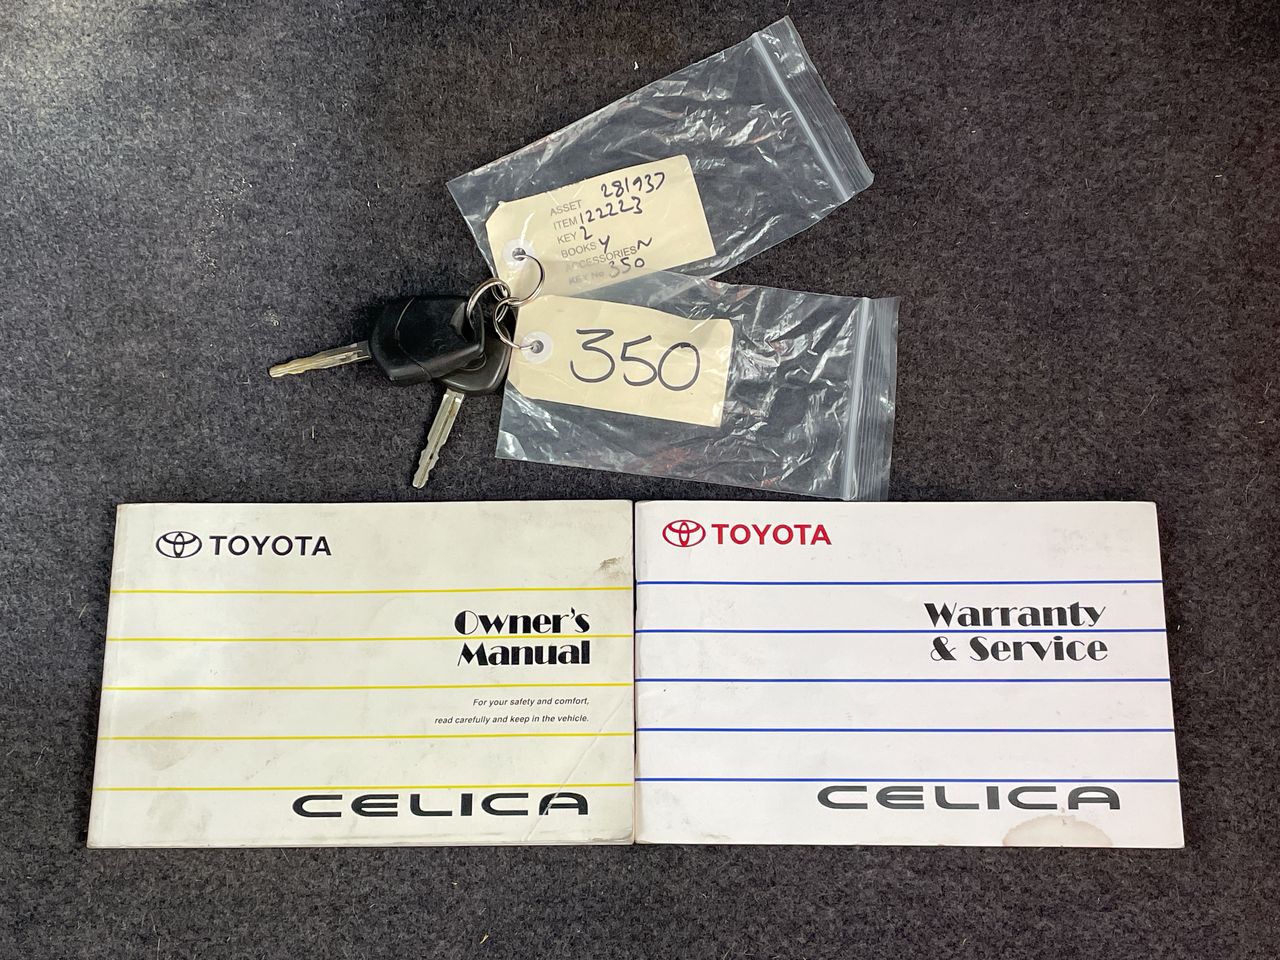 ASSET 281937
ITEM 122223
KEY 2
BOOKS Y
ACCESSORIES N
KEY No 350
350
TOYOTA
Owner's
Manual
For your safety and comfort,
read carefully and keep in the vehicle.
CELICA
TOYOTA
Warranty
& Service
CELICA